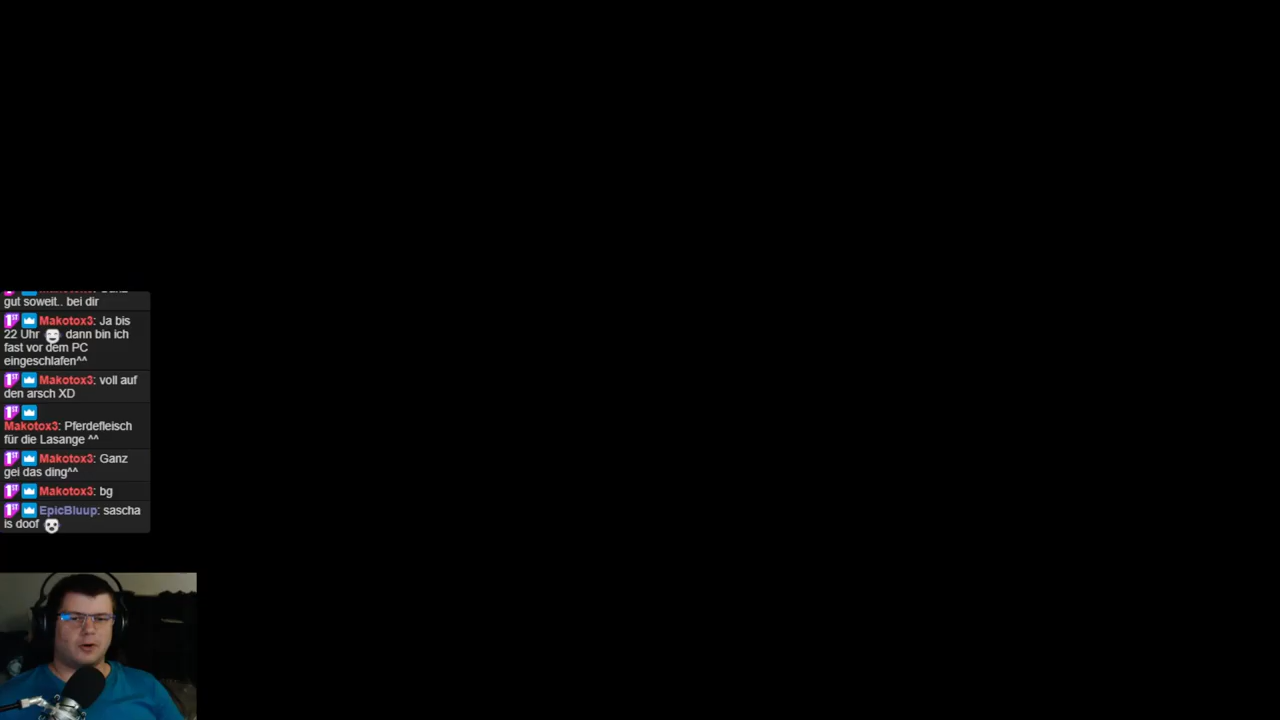 gut soweit.. bei dir
Makotox3: Ja bis
22 Uhr dann bin ich
fast vor dem PC
eingeschlafen^^
Makotox3: voll auf
den arsch XD
Makotox3: Pferdefleisch
für die Lasange ^^
Makotox3: Ganz
gei das ding^^
Makotox3: bg
EpicBluup: sascha
is doof